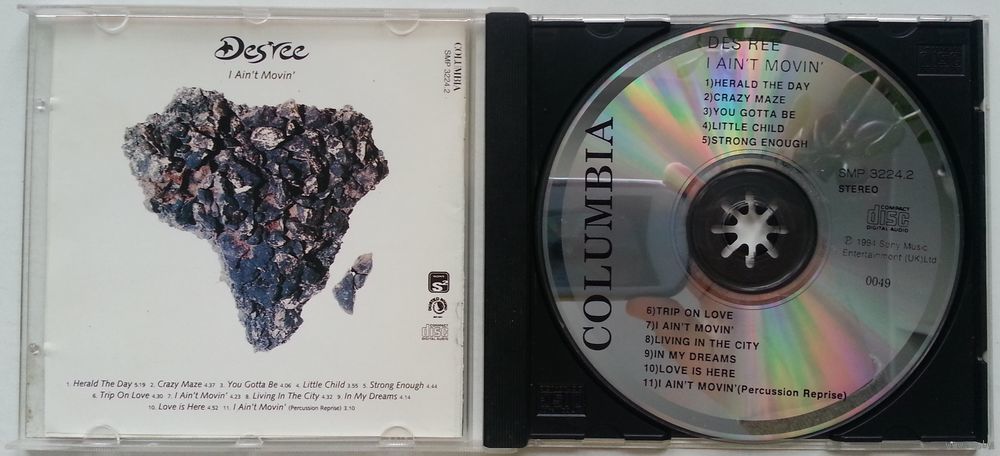 Des'ree
I Ain't Movin'
COLUMBIA
SMP 3224 2
SONY
S
COMPACT
disc
DIGITAL AUDIO
1. Herald The Day 5.19 2. Crazy Maze 4.37 3. You Gotta Be 4.06 4. Little Child 3.55 5. Strong Enough 4.44
6. Trip On Love 4.30 7. I Ain't Movin' 4.23 8. Living In The City 4.32 9. In My Dreams 4.14
10. Love is Here 4.52 11. I Ain't Movin' (Percussion Reprise) 3.10
DES'REE
I AIN'T MOVIN'
1)HERALD THE DAY
2)CRAZY MAZE
3)YOU GOTTA BE
4)LITTLE CHILD
5)STRONG ENOUGH
COLUMBIA
SMP 3224.2
STEREO
COMPACT
disc
DIGITAL AUDIO
℗ 1994 Sony Music
Entertainment (UK)Ltd
0049
6)TRIP ON LOVE
7)I AIN'T MOVIN'
8)LIVING IN THE CITY
9)IN MY DREAMS
10)LOVE IS HERE
11)I AIN'T MOVIN'(Percussion Reprise)